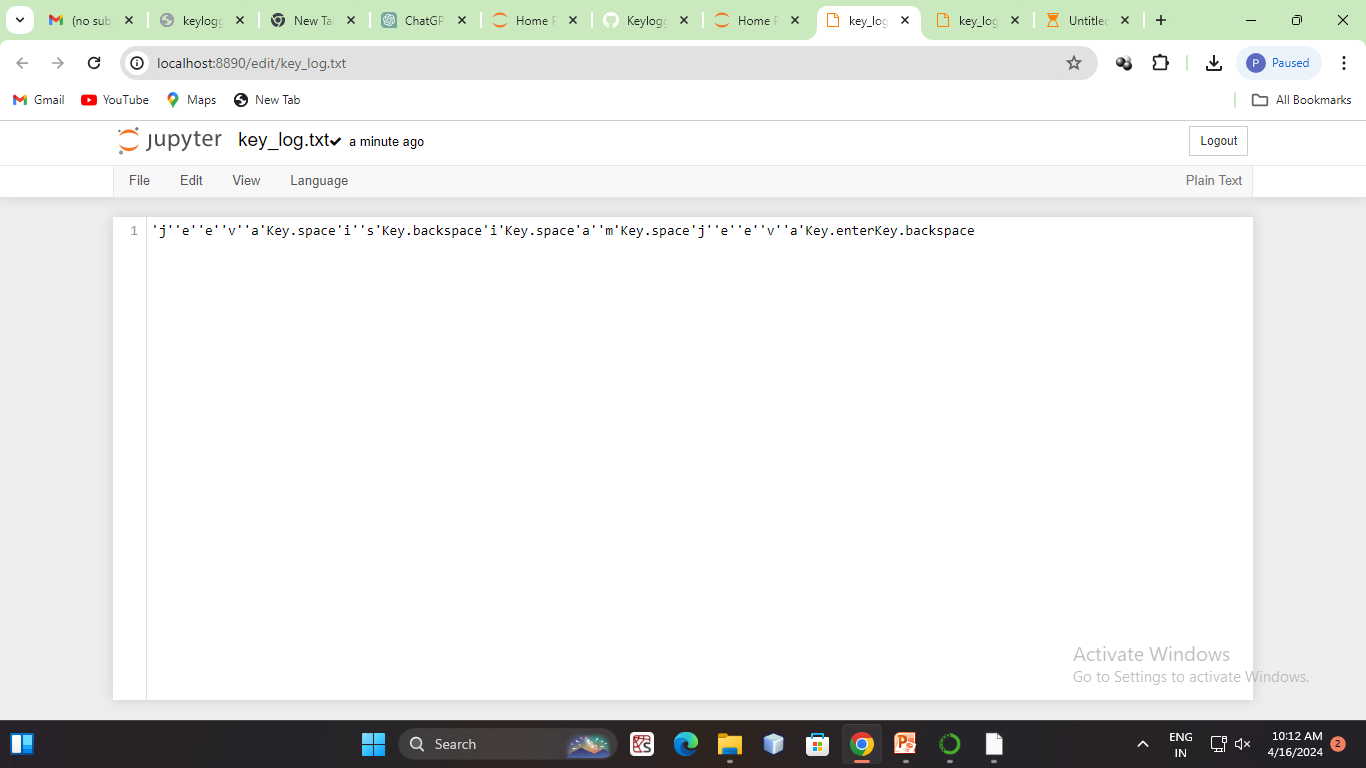 (no sub
keylogg
New Ta
ChatGP
Home P
Keylogg
Home P
key_log
key_log
Untitled
localhost:8890/edit/key_log.txt
P Paused
Gmail YouTube Maps New Tab All Bookmarks
jupyter key_log.txt✔ a minute ago Logout
File Edit View Language Plain Text
1 'j''e''e''v''a'Key.space'i''s'Key.backspace'i'Key.space'a''m'Key.space'j''e''e''v''a'Key.enterKey.backspace
Activate Windows
Go to Settings to activate Windows.
Search
ENG
IN
10:12 AM
4/16/2024
2